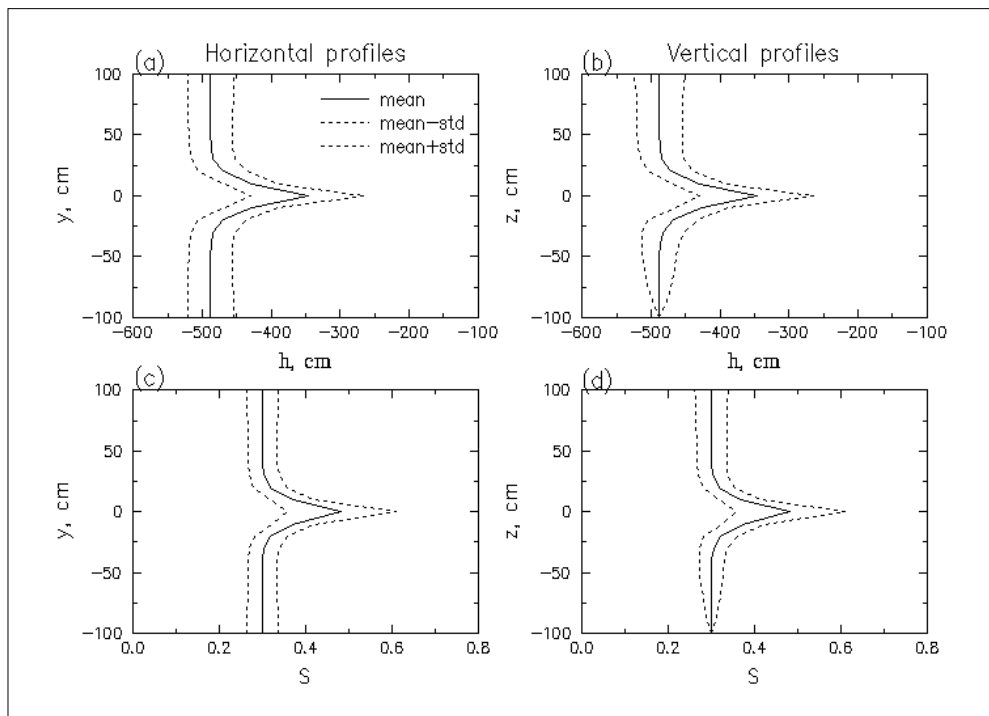 Horizontal profiles
Vertical profiles
(a)
(b)
100
50
0
−50
−100
y, cm
mean
mean−std
mean+std
−600 −500 −400 −300 −200 −100
h, cm
100
50
0
−50
−100
z, cm
−600 −500 −400 −300 −200 −100
h, cm
(c)
(d)
100
50
0
−50
−100
y, cm
0.0 0.2 0.4 0.6 0.8
S
100
50
0
−50
−100
z, cm
0.0 0.2 0.4 0.6 0.8
S